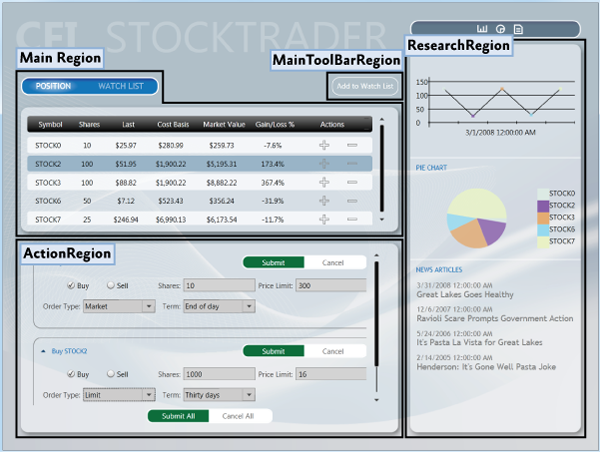 CFI STOCKTRADER
Main Region
MainToolBarRegion
ResearchRegion
POSITION WATCH LIST
Add to Watch List
Symbol Shares Last Cost Basis Market Value Gain/Loss % Actions
STOCK0 10 $25.97 $280.99 $259.73 -7.6%
STOCK2 100 $51.95 $1,900.22 $5,195.31 173.4%
STOCK3 100 $88.82 $1,900.22 $8,882.22 367.4%
STOCK6 50 $7.12 $523.43 $356.24 -31.9%
STOCK7 25 $246.94 $6,990.13 $6,173.54 -11.7%
ActionRegion
Submit Cancel
Buy Sell Shares: 10 Price Limit: 300
Order Type: Market Term: End of day
Buy STOCK2 Submit Cancel
Buy Sell Shares: 1000 Price Limit: 16
Order Type: Limit Term: Thirty days
Submit All Cancel All
150
100
50
0
3/1/2008 12:00:00 AM
PIE CHART
STOCK0
STOCK2
STOCK3
STOCK6
STOCK7
NEWS ARTICLES
3/31/2008 12:00:00 AM
Great Lakes Goes Healthy
12/6/2007 12:00:00 AM
Ravioli Scare Prompts Government Action
5/24/2006 12:00:00 AM
It's Pasta La Vista for Great Lakes
2/14/2005 12:00:00 AM
Henderson: It's Gone Well Pasta Joke